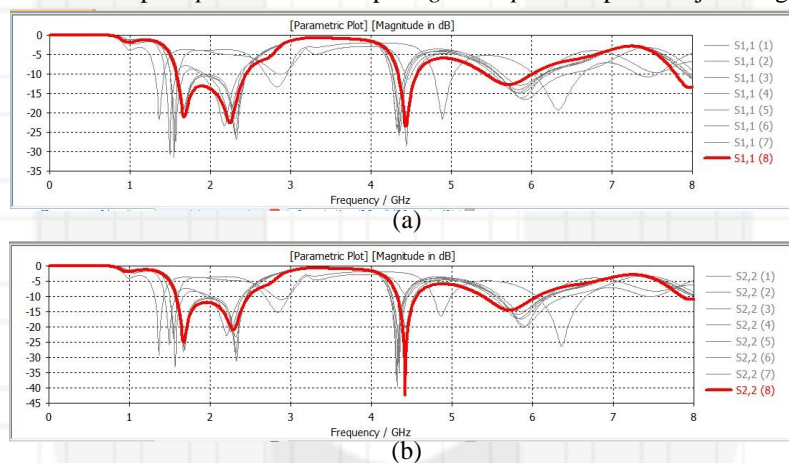 [Parametric Plot] [Magnitude in dB]
0
-5
-10
-15
-20
-25
-30
-35
0 1 2 3 4 5 6 7 8
Frequency / GHz
S1,1 (1)
S1,1 (2)
S1,1 (3)
S1,1 (4)
S1,1 (5)
S1,1 (6)
S1,1 (7)
S1,1 (8)
(a)
[Parametric Plot] [Magnitude in dB]
0
-5
-10
-15
-20
-25
-30
-35
-40
-45
0 1 2 3 4 5 6 7 8
Frequency / GHz
S2,2 (1)
S2,2 (2)
S2,2 (3)
S2,2 (4)
S2,2 (5)
S2,2 (6)
S2,2 (7)
S2,2 (8)
(b)